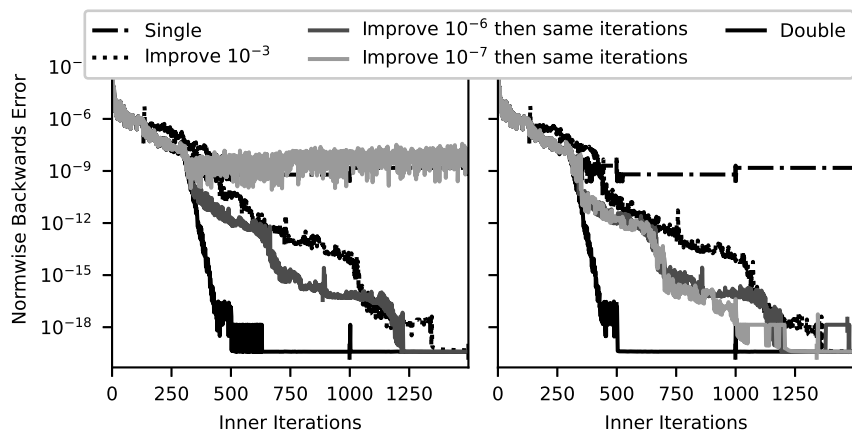 Single
Improve 10⁻³
Improve 10⁻⁶ then same iterations
Improve 10⁻⁷ then same iterations
Double
Normwise Backwards Error
10⁻
10⁻⁶
10⁻⁹
10⁻¹²
10⁻¹⁵
10⁻¹⁸
0 250 500 750 1000 1250
Inner Iterations
0 250 500 750 1000 1250
Inner Iterations